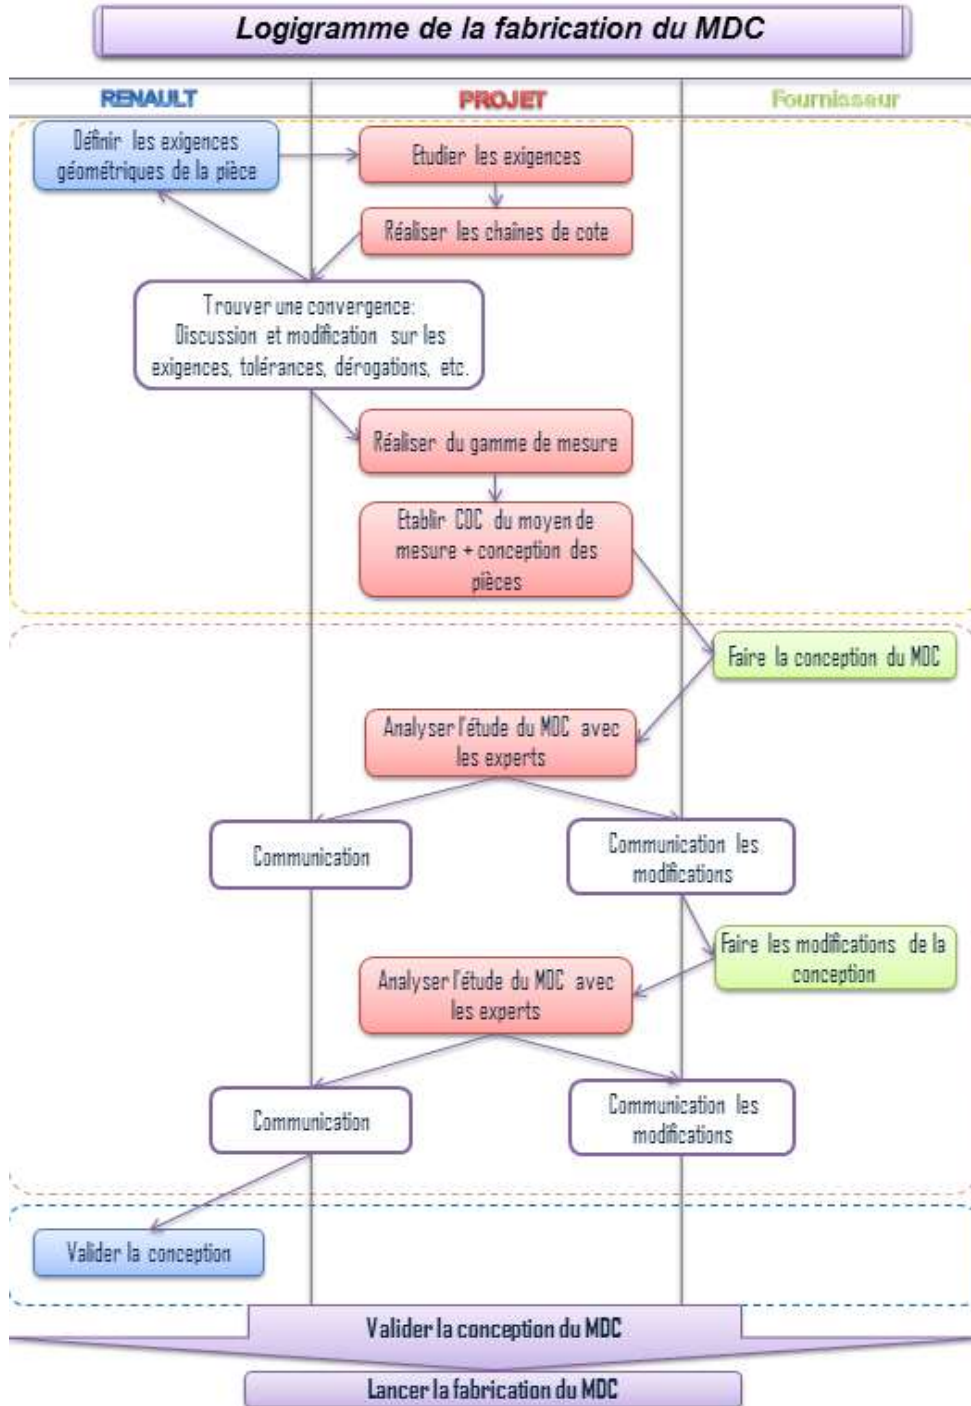 Logigramme de la fabrication du MDC
RENAULT
PROJET
Fournisseur
Définir les exigences
géométriques de la pièce
Etudier les exigences
Réaliser les chaînes de cote
Trouver une convergence:
Discussion et modification sur les
exigences, tolérances, dérogations, etc.
Réaliser du gamme de mesure
Etablir CDC du moyen de
mesure + conception des
pièces
Faire la conception du MDC
Analyser l'étude du MDC avec
les experts
Communication
Communication les
modifications
Faire les modifications de la
conception
Analyser l'étude du MDC avec
les experts
Communication
Communication les
modifications
Valider la conception
Valider la conception du MDC
Lancer la fabrication du MDC